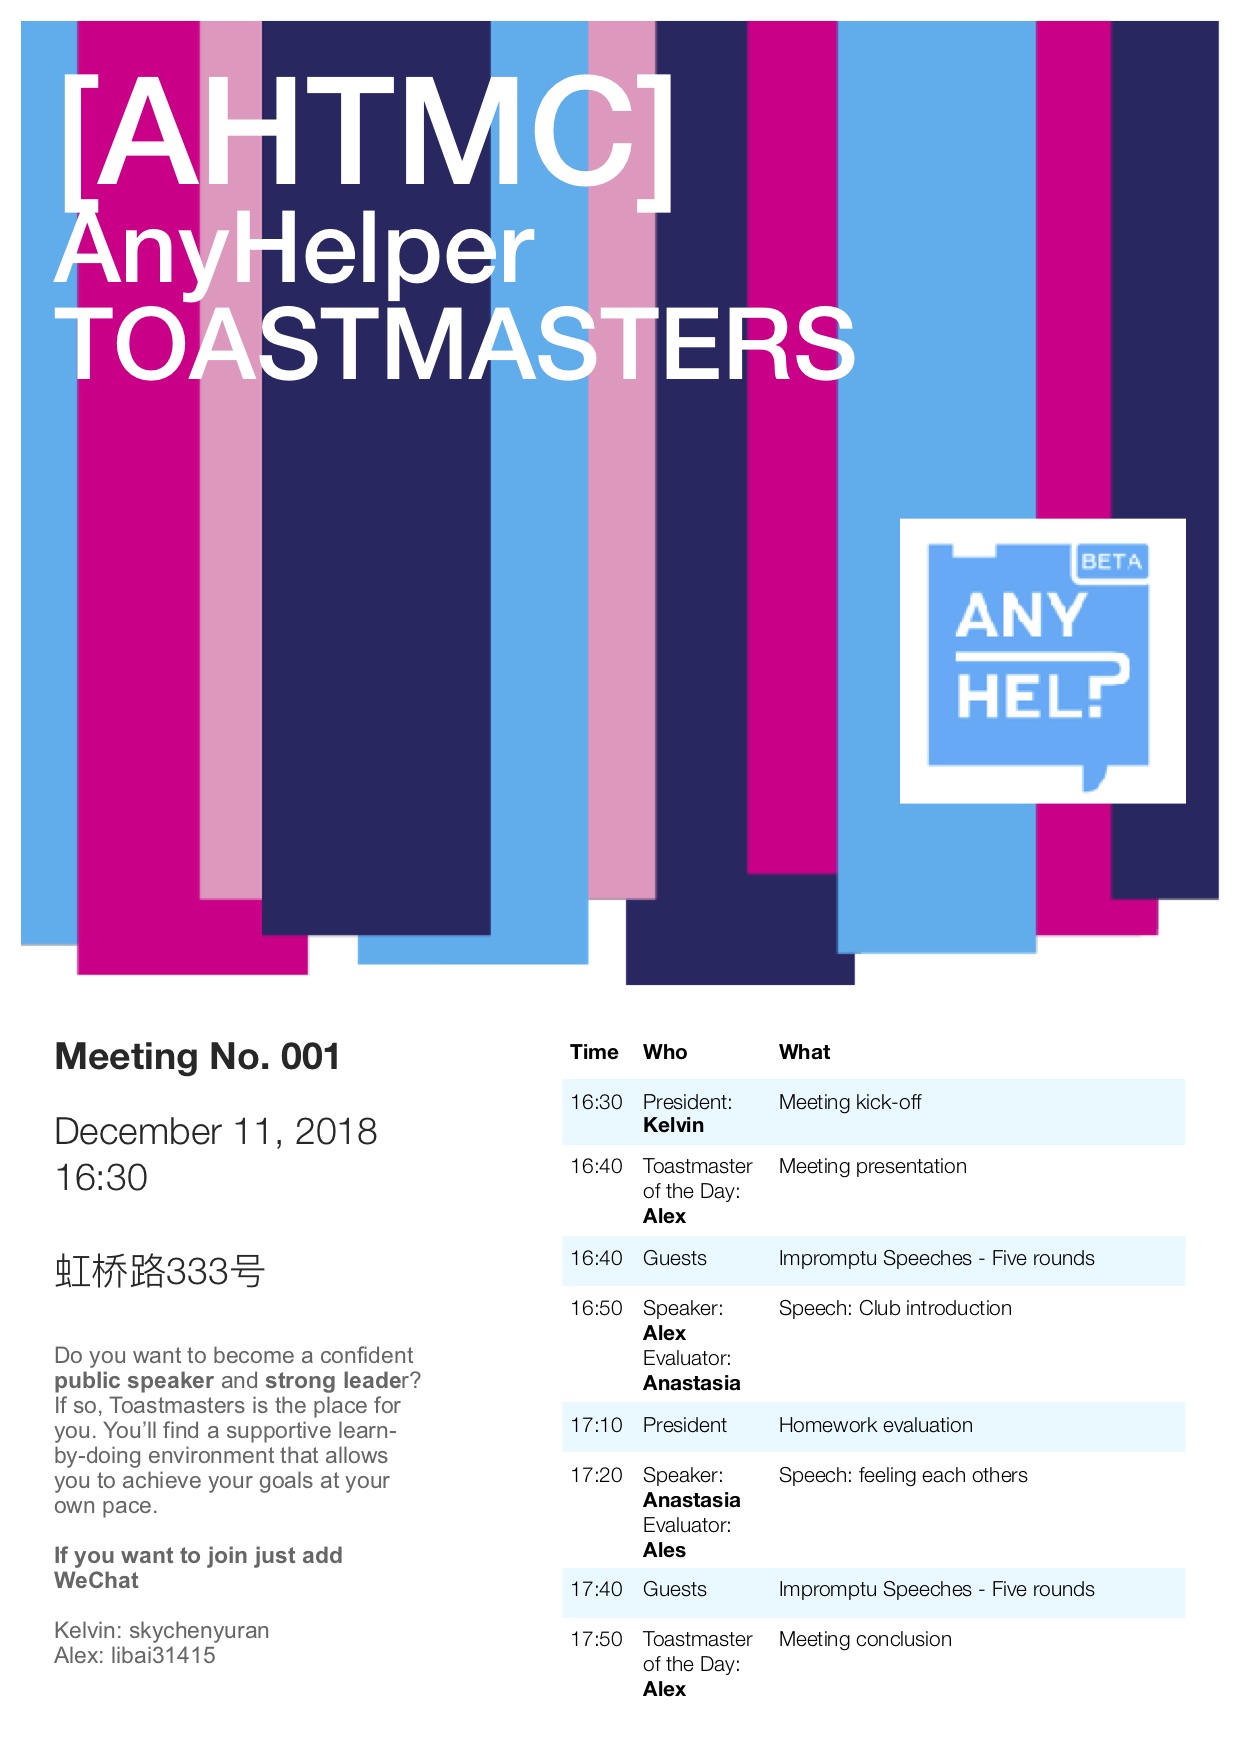 [AHTMC]
AnyHelper
TOASTMASTERS
BETA
ANY
HEL?
Meeting No. 001
December 11, 2018
16:30
虹桥路333号
Do you want to become a confident
public speaker and strong leader?
If so, Toastmasters is the place for
you. You’ll find a supportive learn-
by-doing environment that allows
you to achieve your goals at your
own pace.
If you want to join just add
WeChat
Kelvin: skychenyuran
Alex: libai31415
Time Who What
16:30 President: Meeting kick-off
Kelvin
16:40 Toastmaster Meeting presentation
of the Day:
Alex
16:40 Guests Impromptu Speeches - Five rounds
16:50 Speaker: Speech: Club introduction
Alex
Evaluator:
Anastasia
17:10 President Homework evaluation
17:20 Speaker: Speech: feeling each others
Anastasia
Evaluator:
Ales
17:40 Guests Impromptu Speeches - Five rounds
17:50 Toastmaster Meeting conclusion
of the Day:
Alex